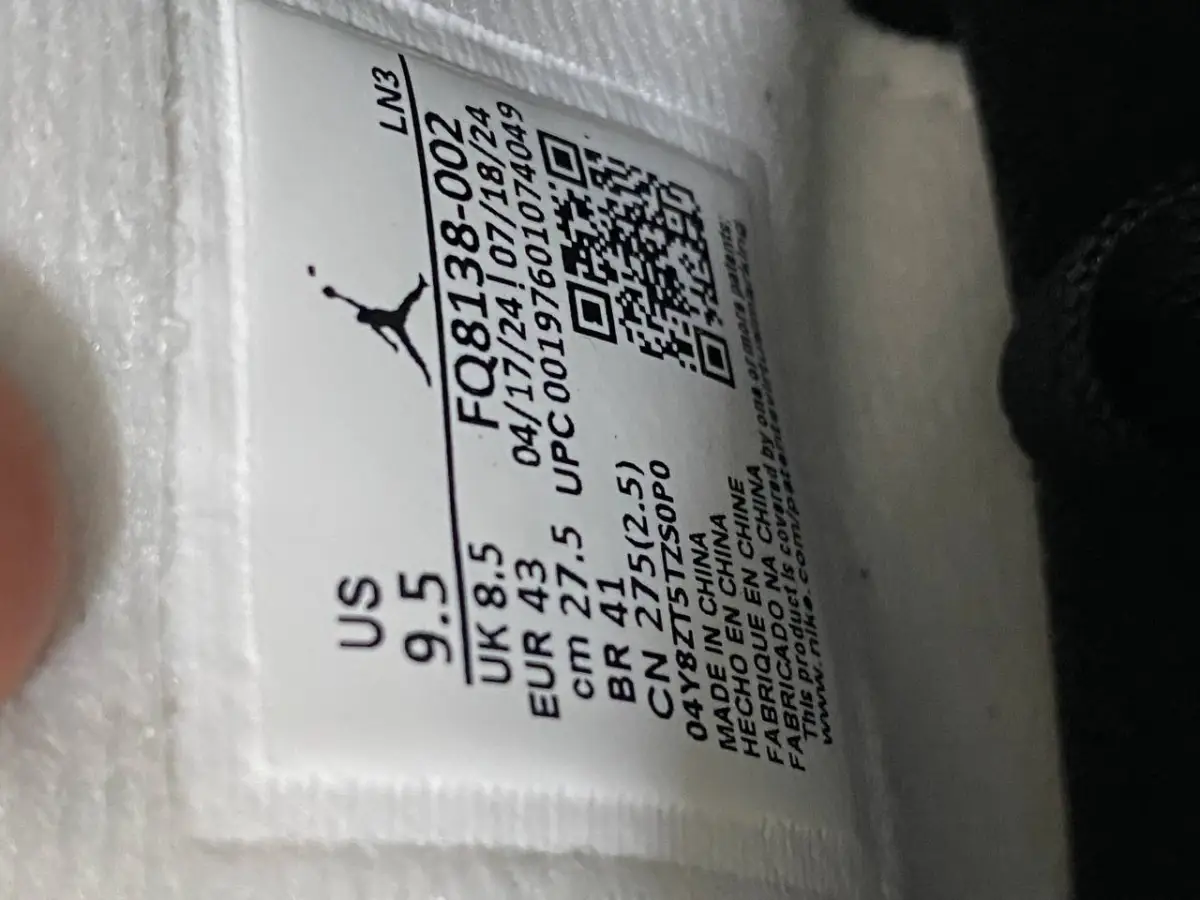 LN3
US
9.5
UK 8.5
FQ8138-002
EUR 43
04/17/24 | 07/18/24
cm 27.5
UPC 00197601074049
BR 41
CN 275(2.5)
04Y8ZT5TZS0P0
MADE IN CHINA
HECHO EN CHINA
FABRIQUE EN CHINE
FABRICADO NA CHINA
This product is covered by one or more patents.
www.nike.com/patentvirtualmarking